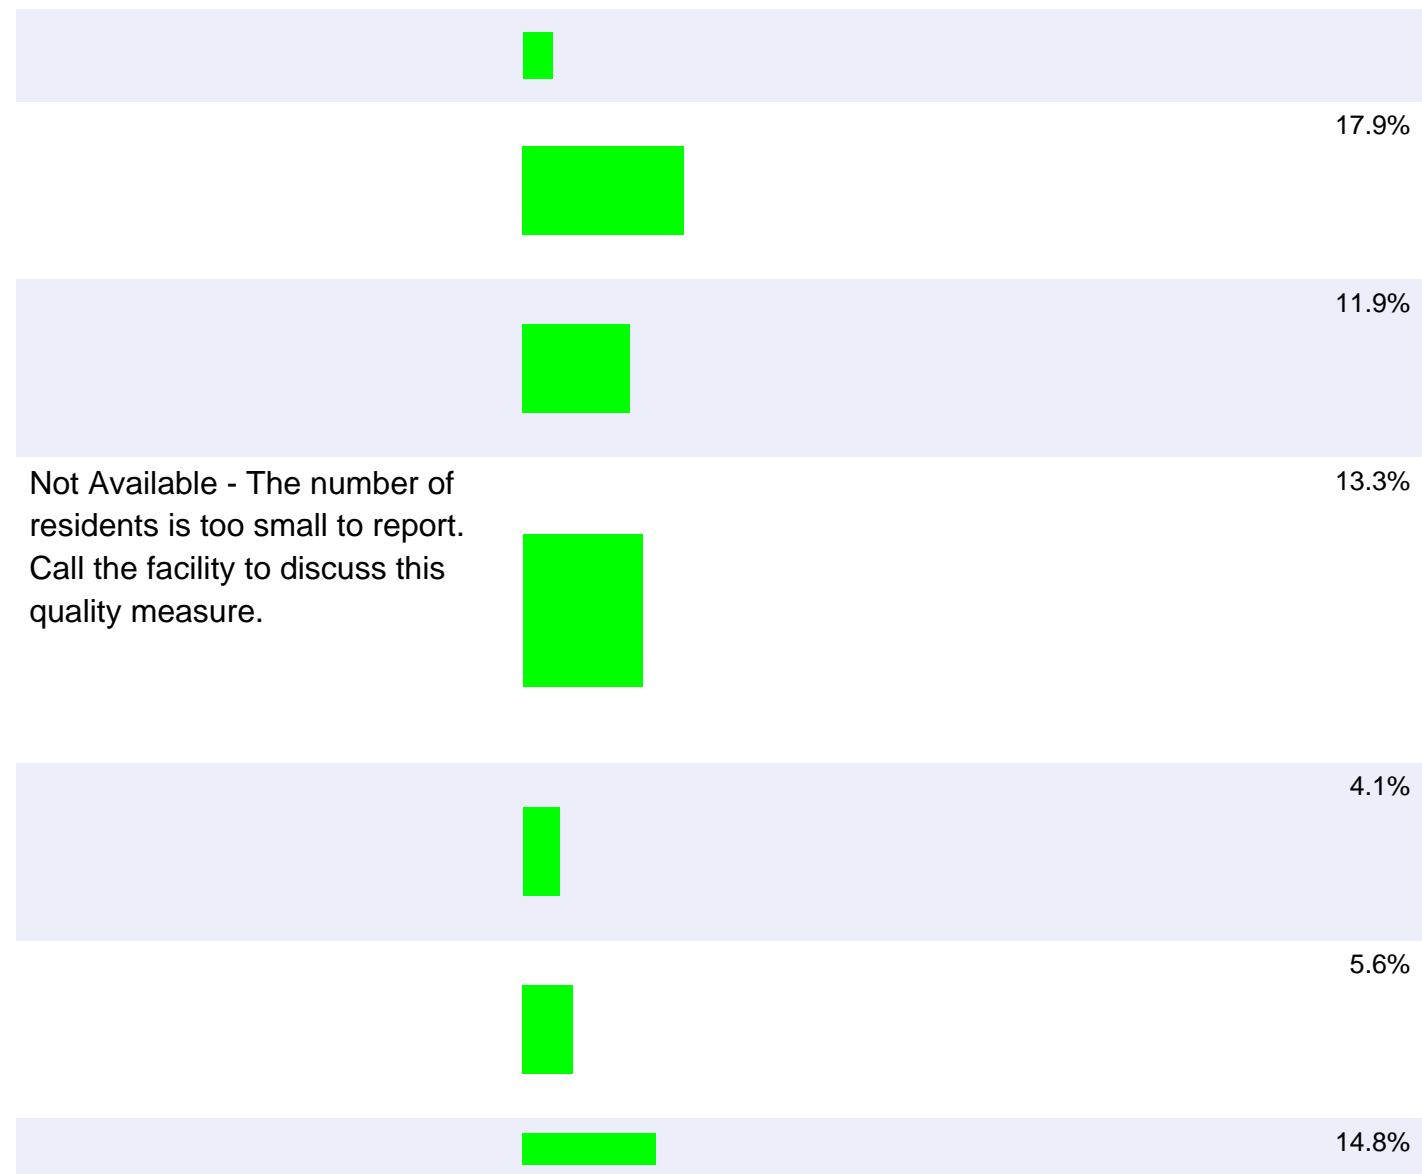 17.9%
11.9%
Not Available - The number of
residents is too small to report.
Call the facility to discuss this
quality measure.
13.3%
4.1%
5.6%
14.8%